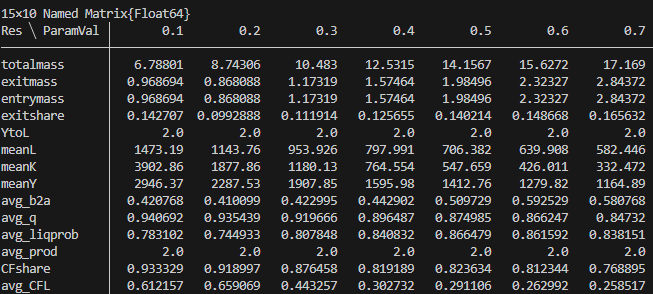 15×10 Named Matrix{Float64}
Res ╲ ParamVal │ 0.1 0.2 0.3 0.4 0.5 0.6 0.7
totalmass │ 6.78801 8.74306 10.483 12.5315 14.1567 15.6272 17.169
exitmass │ 0.968694 0.868088 1.17319 1.57464 1.98496 2.32327 2.84372
entrymass │ 0.968694 0.868088 1.17319 1.57464 1.98496 2.32327 2.84372
exitshare │ 0.142707 0.0992888 0.111914 0.125655 0.140214 0.148668 0.165632
YtoL │ 2.0 2.0 2.0 2.0 2.0 2.0 2.0
meanL │ 1473.19 1143.76 953.926 797.991 706.382 639.908 582.446
meanK │ 3902.86 1877.86 1180.13 764.554 547.659 426.011 332.472
meanY │ 2946.37 2287.53 1907.85 1595.98 1412.76 1279.82 1164.89
avg_b2a │ 0.420768 0.410099 0.422995 0.442902 0.509729 0.592529 0.580768
avg_q │ 0.940692 0.935439 0.919666 0.896487 0.874985 0.866247 0.84732
avg_liqprob │ 0.783102 0.744933 0.807848 0.840832 0.866479 0.861592 0.838151
avg_prod │ 2.0 2.0 2.0 2.0 2.0 2.0 2.0
CFshare │ 0.933329 0.918997 0.876458 0.819189 0.823634 0.812344 0.768895
avg_CFL │ 0.612157 0.659069 0.443257 0.302732 0.291106 0.262992 0.258517